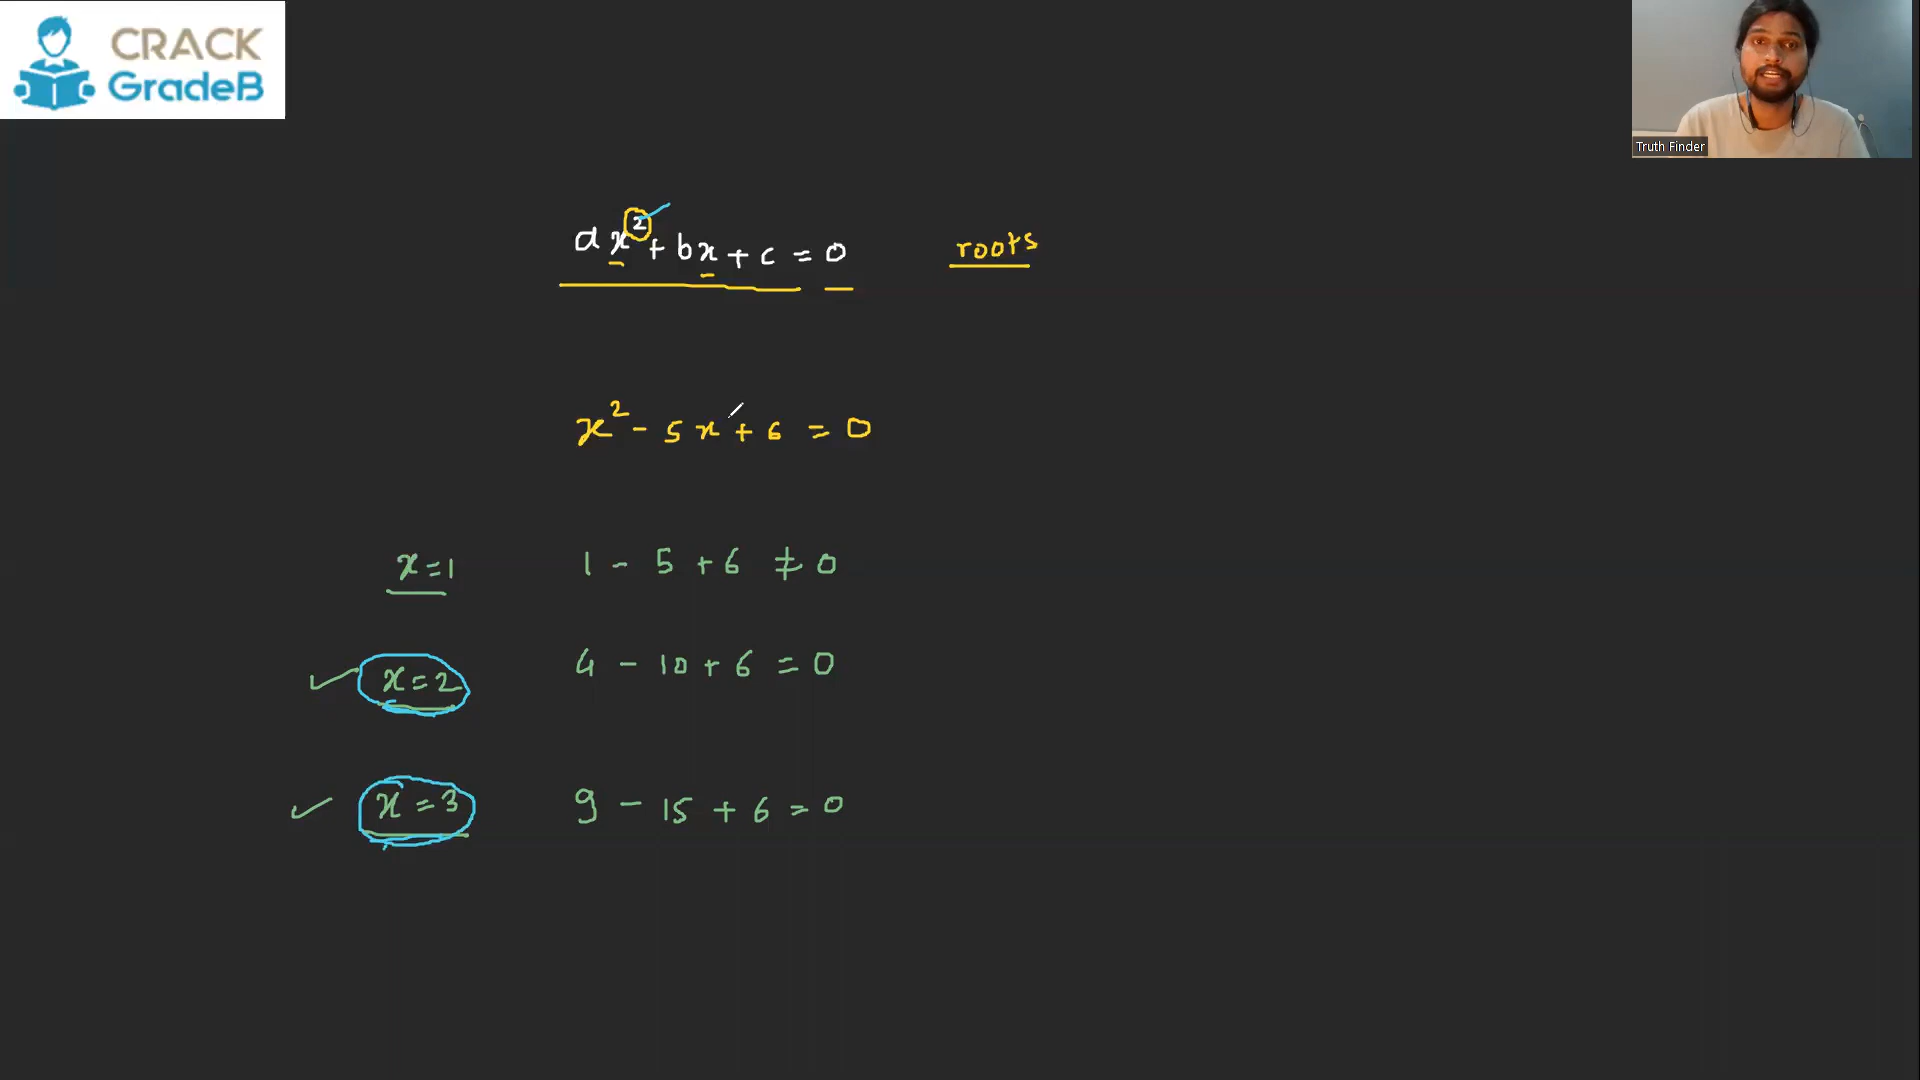 CRACK
GradeB
Truth Finder
ax² + bx + c = 0 roots
x² - 5x + 6 = 0
x=1 1 - 5 + 6 ≠ 0
x=2 4 - 10 + 6 = 0
x=3 9 - 15 + 6 = 0